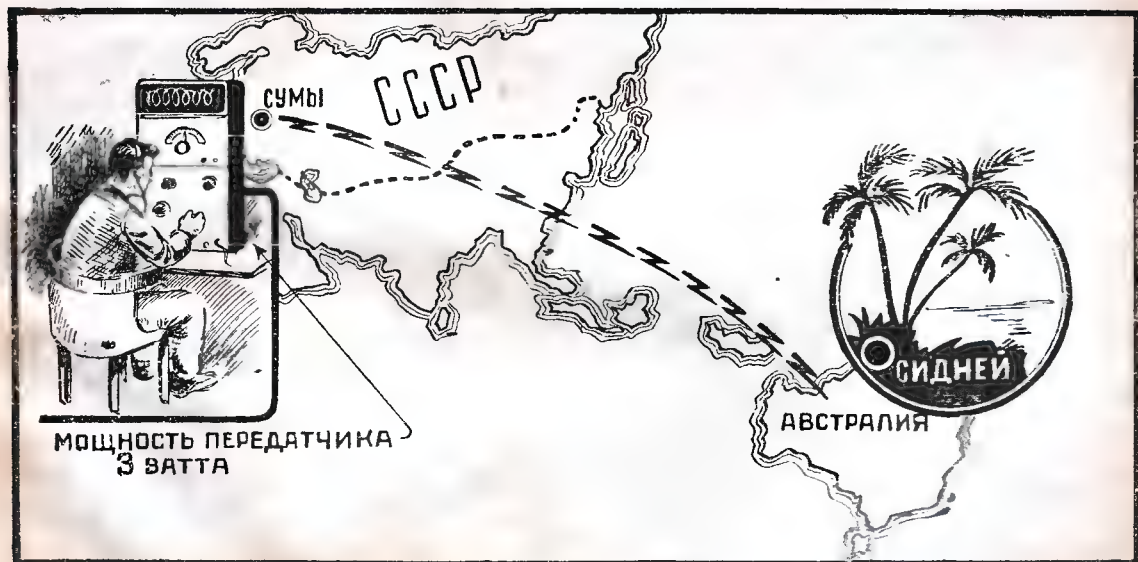 СУМЫ
СССР
СИДНЕЙ
АВСТРАЛИЯ
МОЩНОСТЬ ПЕРЕДАТЧИКА
3 ВАТТА